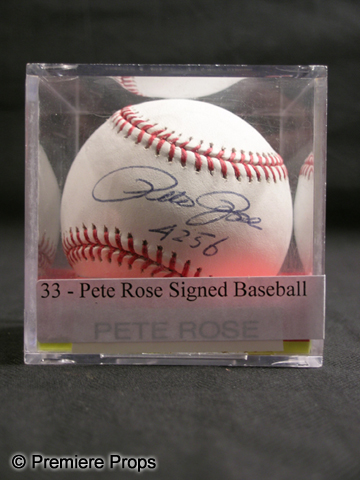 Pete Rose
4256
33 - Pete Rose Signed Baseball
PETE ROSE
© Premiere Props